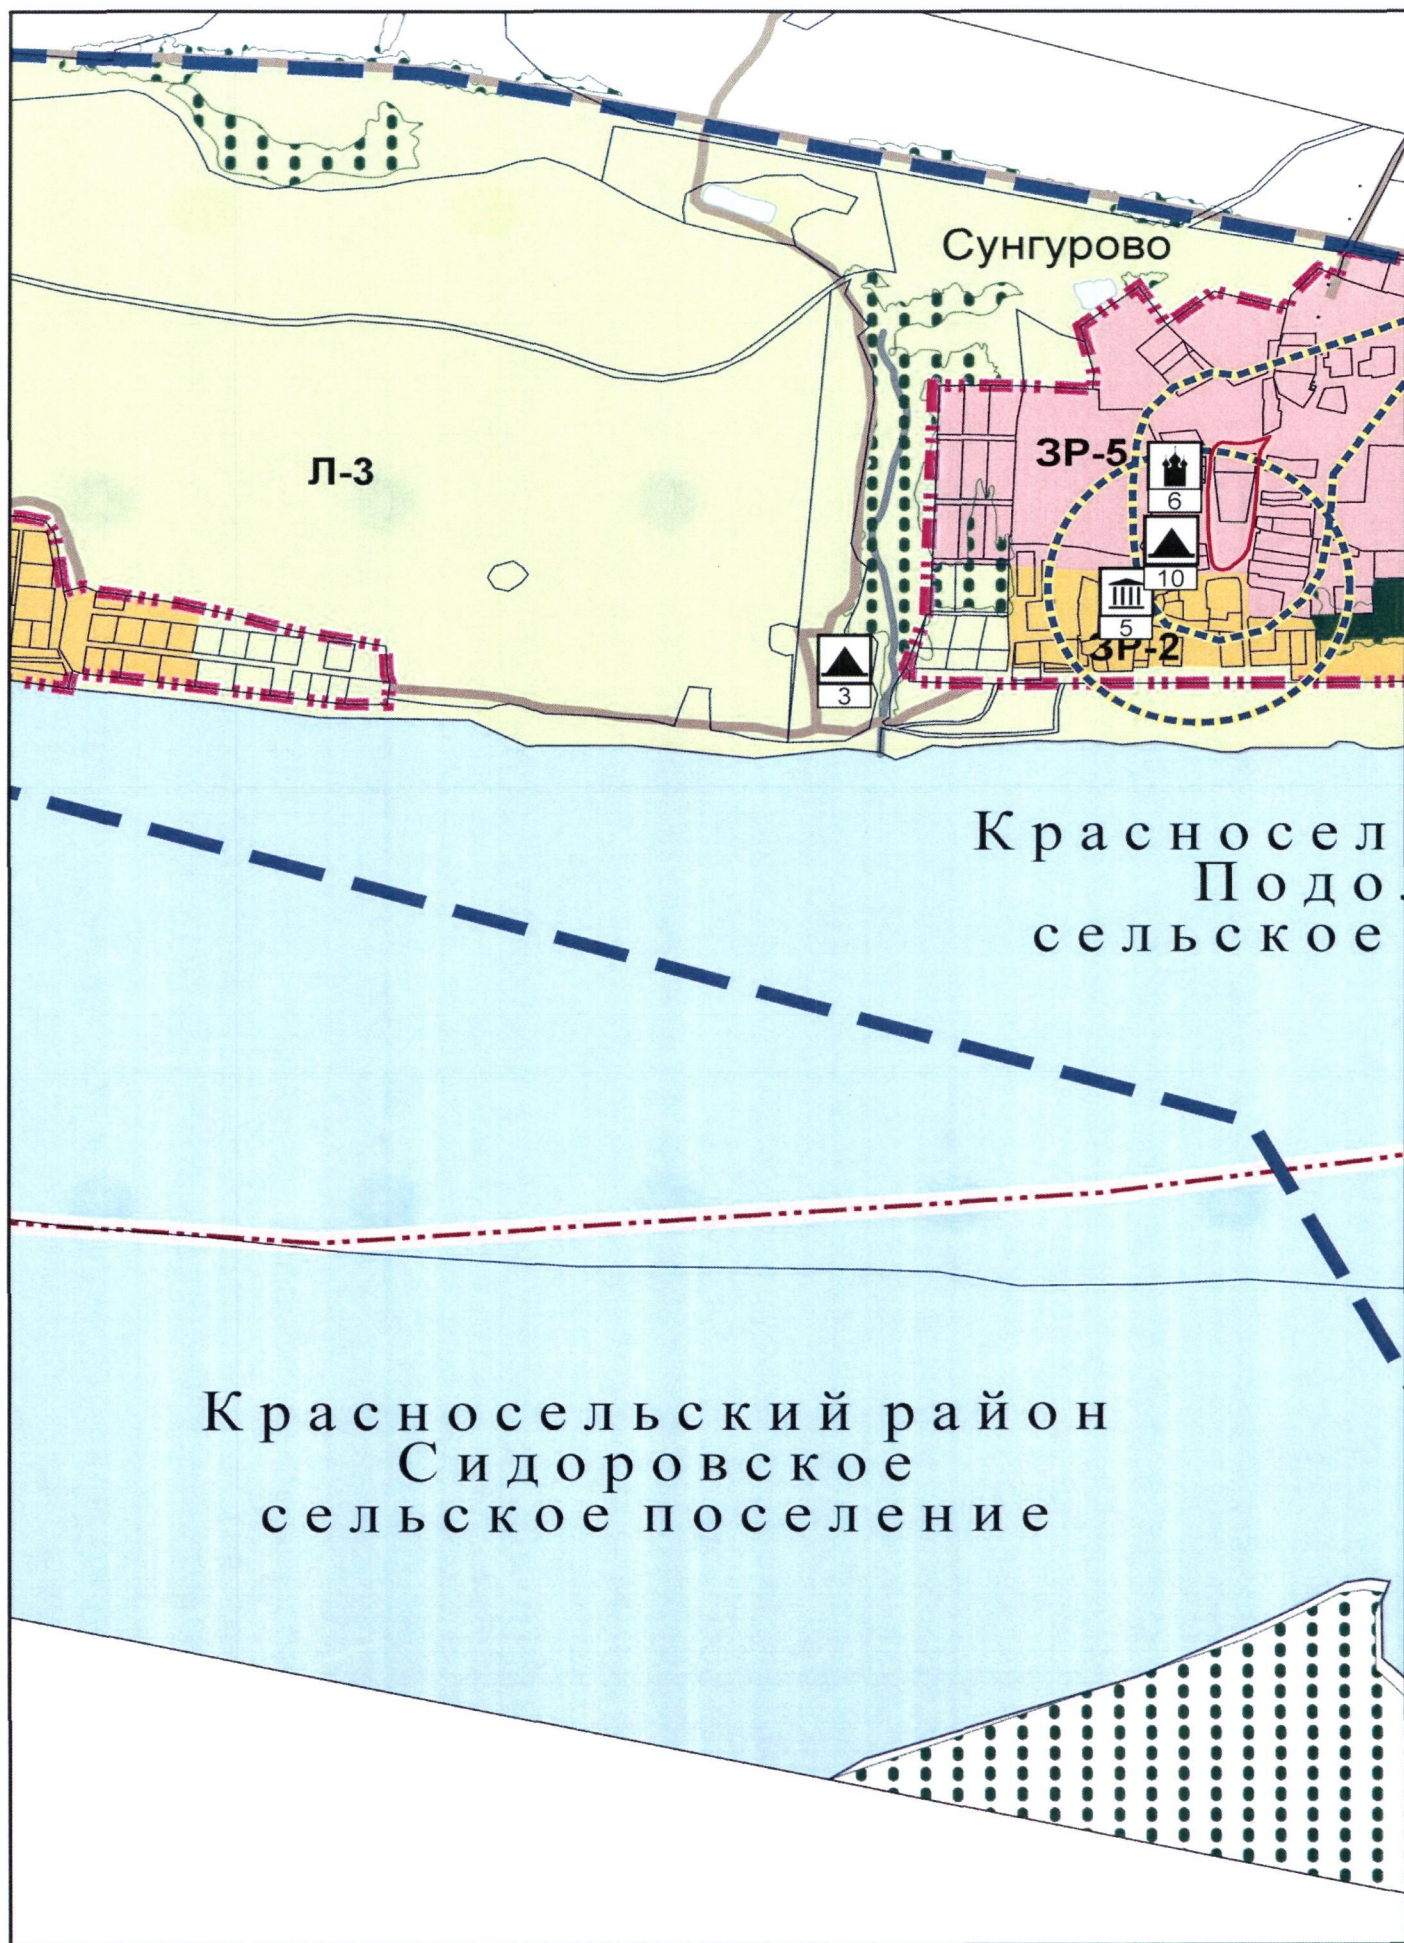 Сунгурово
ЗР-5
Л-3
6
10
5
ЗР-2
3
Красносел
Подо
сельское
Красносельский район
Сидоровское
сельское поселение